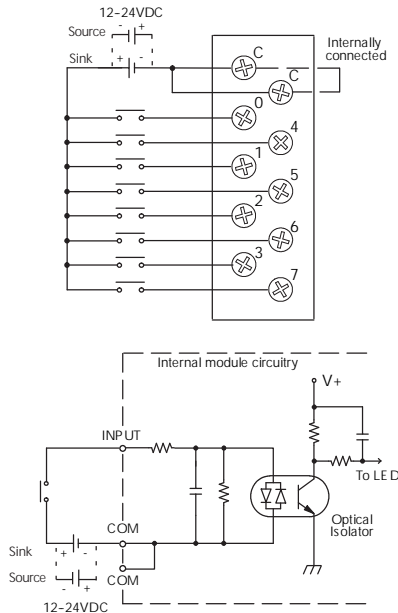 12-24VDC
Source - +
Sink + -
Internally
connected
C
C
0
4
1
5
2
6
3
7
Internal module circuitry
V+
INPUT
To LED
Optical
Isolator
COM
Sink + -
COM
Source - +
12-24VDC